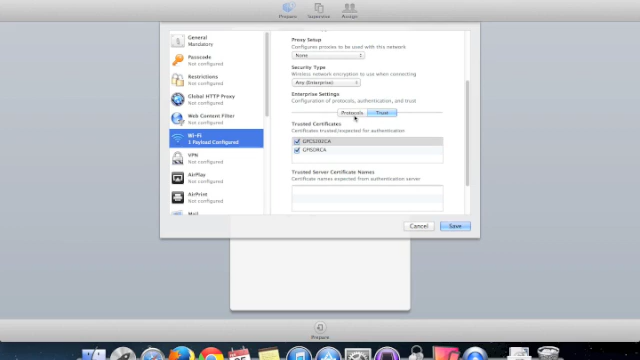 Prepare Supervise Assign
General
Mandatory
Passcode
Not configured
Restrictions
Not configured
Global HTTP Proxy
Not configured
Web Content Filter
Not configured
Wi-Fi
1 Payload Configured
VPN
Not configured
AirPlay
Not configured
AirPrint
Not configured
Mail
Proxy Setup
Configures proxies to be used with this network
None
Security Type
Wireless network encryption to use when connecting
Any (Enterprise)
Enterprise Settings
Configuration of protocols, authentication, and trust
Protocols Trust
Trusted Certificates
Certificates trusted/expected for authentication
Trusted Server Certificate Names
Certificate names expected from authentication server
Cancel Save
Prepare